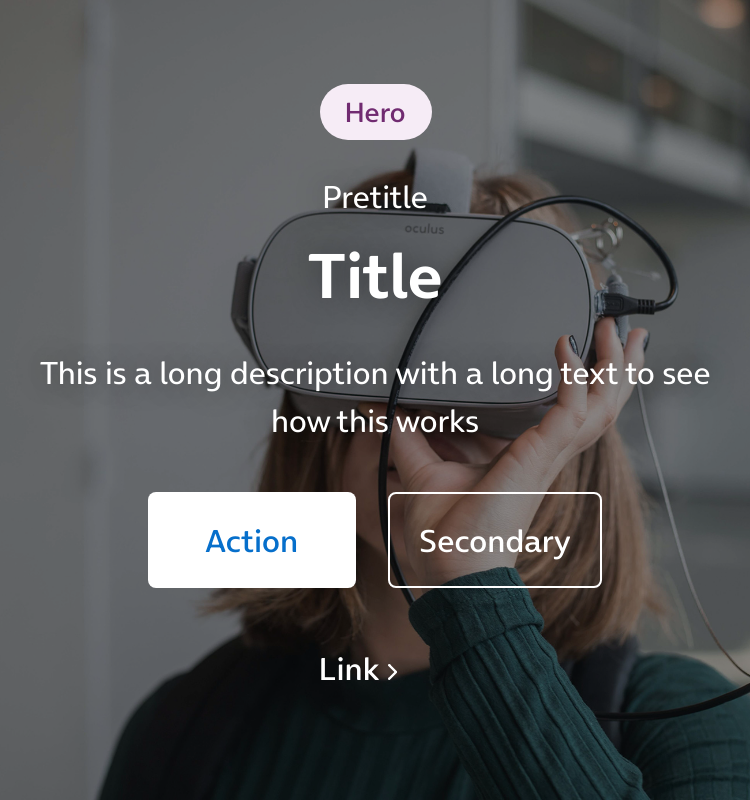 Hero
Pretitle
oculus
Title
This is a long description with a long text to see
how this works
Action
Secondary
Link